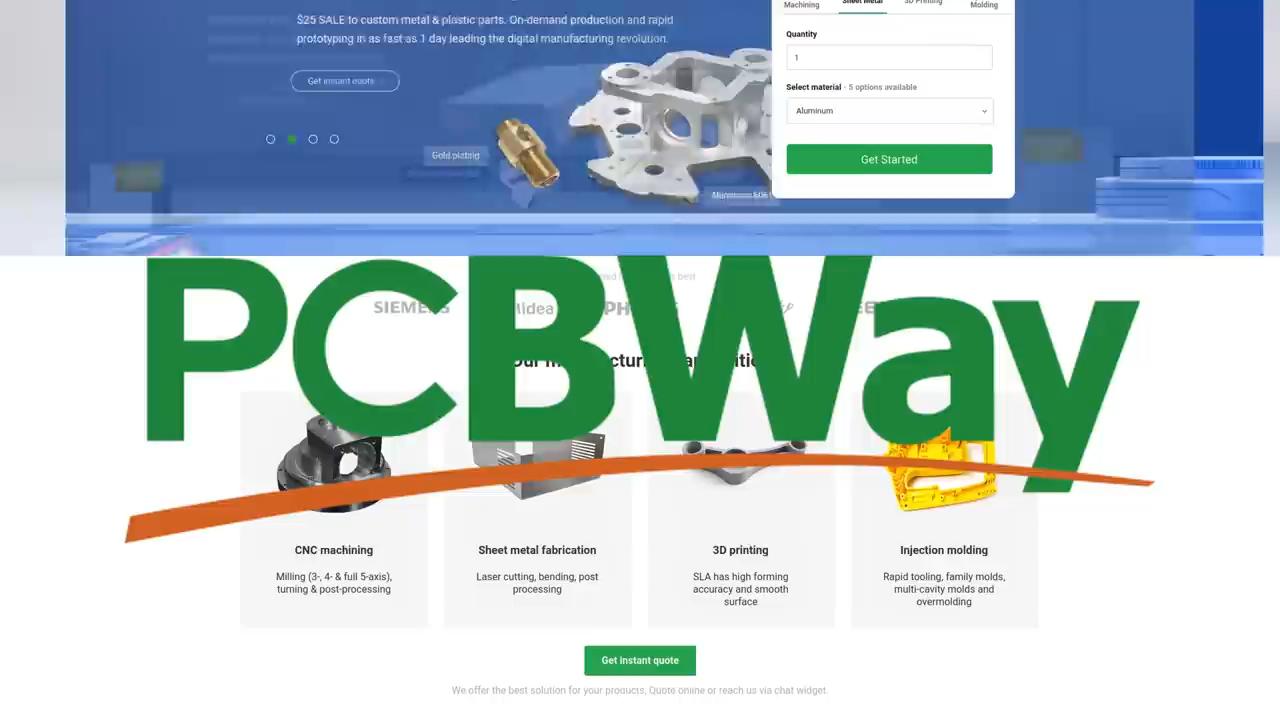 Machining
Sheet Metal
3D Printing
Molding
$25 SALE to custom metal & plastic parts. On-demand production and rapid
prototyping in as fast as 1 day leading the digital manufacturing revolution.
Get instant quote
Quantity
1
Select material · 5 options available
Aluminum
Get Started
Gold plating
best
SIEMENS
Midea
PCBWay
CNC machining
Milling (3-, 4- & full 5-axis),
turning & post-processing
Sheet metal fabrication
Laser cutting, bending, post
processing
3D printing
SLA has high forming
accuracy and smooth
surface
Injection molding
Rapid tooling, family molds,
multi-cavity molds and
overmolding
Get instant quote
We offer the best solution for your products, Quote online or reach us via chat widget.